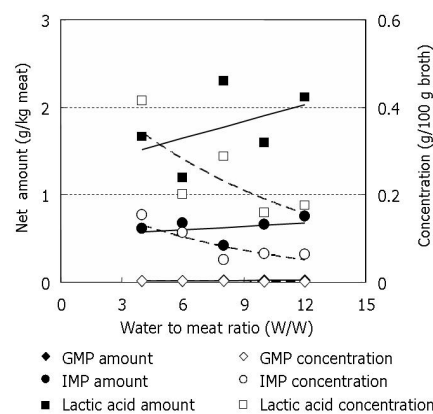 3
2
1
0
Net amount (g/kg meat)
0.6
0.4
0.2
0
Concentration (g/100 g broth)
0 3 6 9 12 15
Water to meat ratio (W/W)
GMP amount GMP concentration
IMP amount IMP concentration
Lactic acid amount Lactic acid concentration